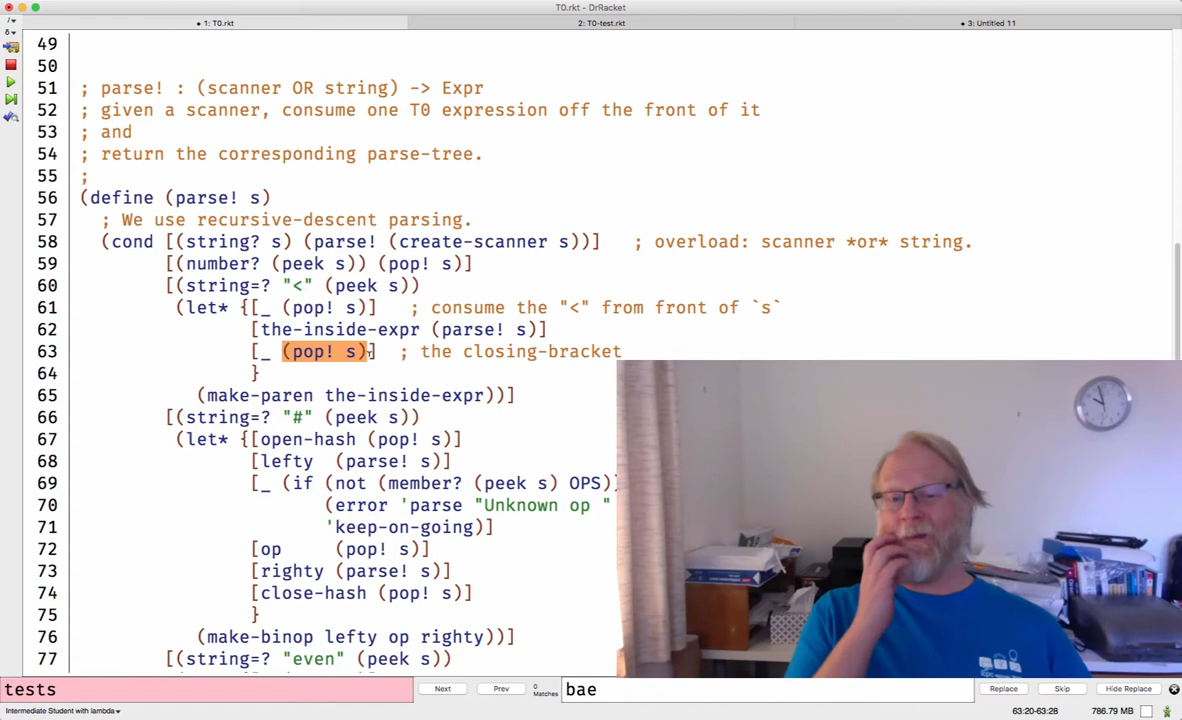 T0.rkt - DrRacket
1: T0.rkt
2: T0-test.rkt
3: Untitled 11
49
50
51 ; parse! : (scanner OR string) -> Expr
52 ; given a scanner, consume one T0 expression off the front of it
53 ; and
54 ; return the corresponding parse-tree.
55 ;
56 (define (parse! s)
57 ; We use recursive-descent parsing.
58 (cond [(string? s) (parse! (create-scanner s))] ; overload: scanner *or* string.
59 [(number? (peek s)) (pop! s)]
60 [(string=? "<" (peek s))
61 (let* {[_ (pop! s)] ; consume the "<" from front of `s`
62 [the-inside-expr (parse! s)]
63 [_ (pop! s)] ; the closing-bracket
64 }
65 (make-paren the-inside-expr))]
66 [(string=? "#" (peek s))
67 (let* {[open-hash (pop! s)]
68 [lefty (parse! s)]
69 [_ (if (not (member? (peek s) OPS)
70 (error 'parse "Unknown op "
71 'keep-on-going)]
72 [op (pop! s)]
73 [righty (parse! s)]
74 [close-hash (pop! s)]
75 }
76 (make-binop lefty op righty))]
77 [(string=? "even" (peek s))
tests
Next
Prev
0 Matches
bae
Replace
Skip
Hide Replace
Intermediate Student with lambda
63:20-63:28
786.79 MB